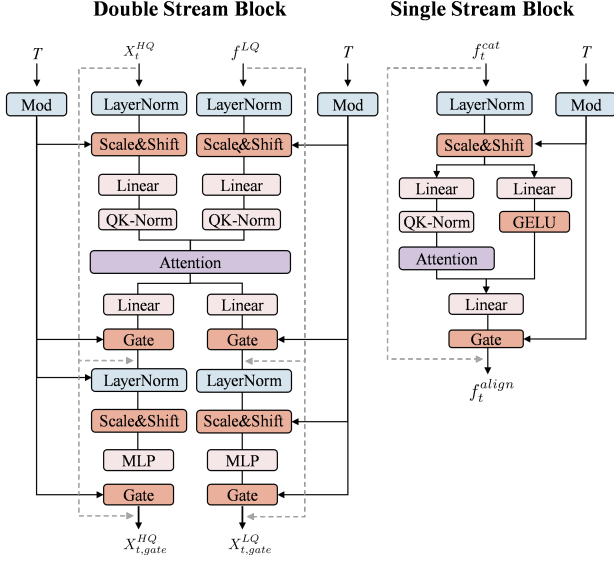 Double Stream Block
Single Stream Block
T
X_t^{HQ}
f^{LQ}
T
f_t^{cat}
T
Mod
LayerNorm
LayerNorm
Mod
LayerNorm
Mod
Scale&Shift
Scale&Shift
Scale&Shift
Linear
Linear
Linear
Linear
QK-Norm
QK-Norm
QK-Norm
GELU
Attention
Attention
Linear
Linear
Linear
Gate
Gate
Gate
LayerNorm
LayerNorm
f_t^{align}
Scale&Shift
Scale&Shift
MLP
MLP
Gate
Gate
X_{t,gate}^{HQ}
X_{t,gate}^{LQ}